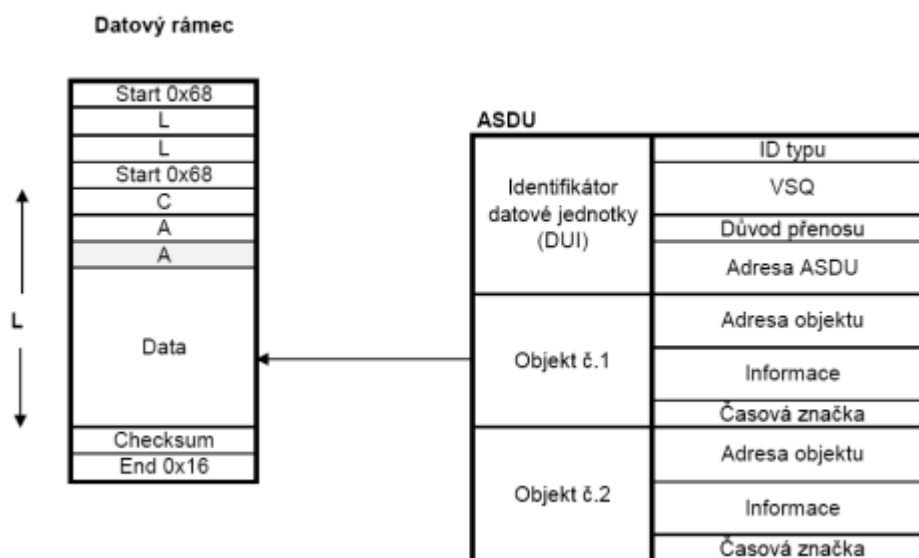 Datový rámec
Start 0x68
L
L
Start 0x68
C
A
A
L
Data
Checksum
End 0x16
ASDU
Identifikátor
datové jednotky
(DUI)
ID typu
VSQ
Důvod přenosu
Adresa ASDU
Objekt č.1
Adresa objektu
Informace
Časová značka
Objekt č.2
Adresa objektu
Informace
Časová značka